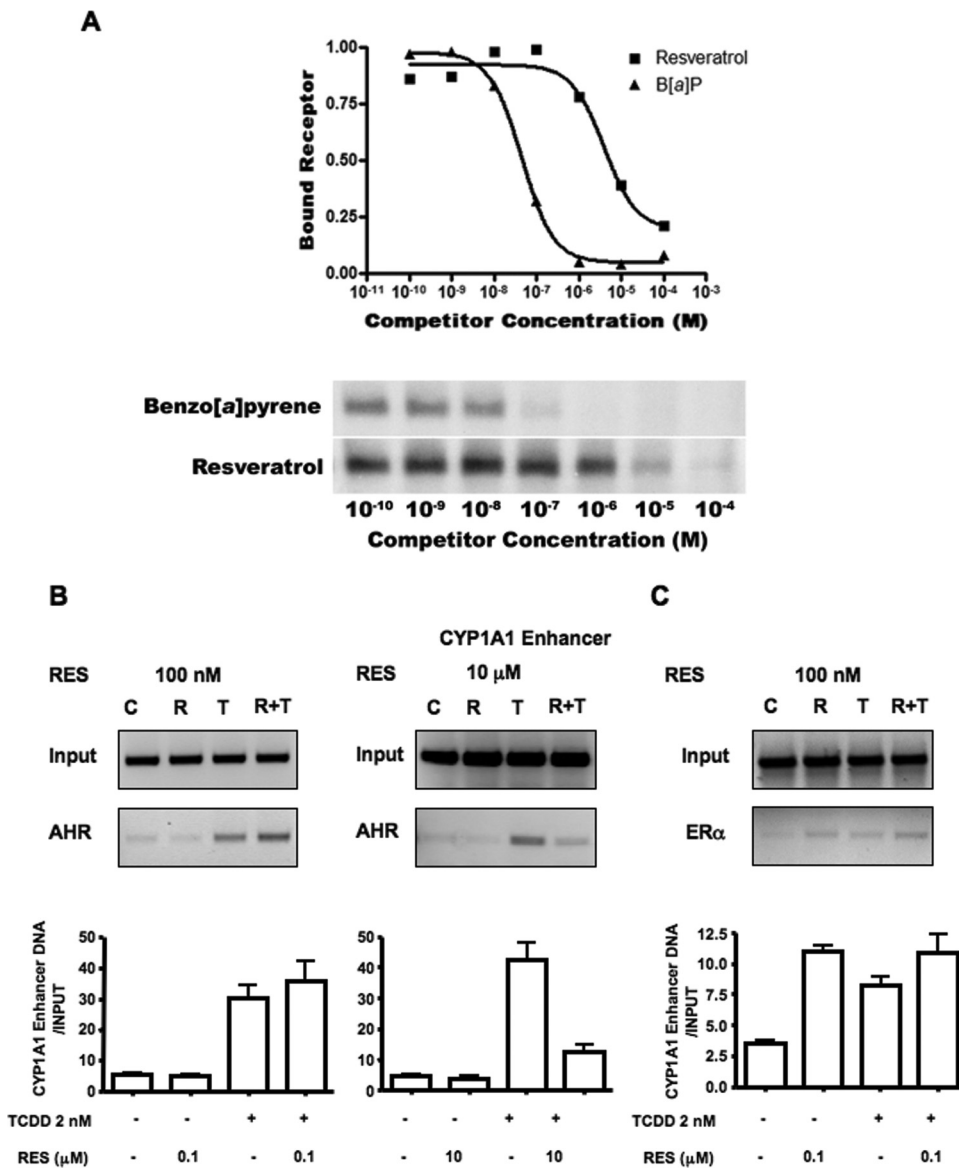 A
1.00
0.75
0.50
0.25
0.00
Bound Receptor
Resveratrol
B[a]P
10-11 10-10 10-9 10-8 10-7 10-6 10-5 10-4 10-3
Competitor Concentration (M)
Benzo[a]pyrene
Resveratrol
10-10 10-9 10-8 10-7 10-6 10-5 10-4
Competitor Concentration (M)
B
C
CYP1A1 Enhancer
RES 100 nM
RES 10 μM
RES 100 nM
C R T R+T
C R T R+T
C R T R+T
Input
Input
Input
AHR
AHR
ERα
CYP1A1 Enhancer DNA
/INPUT
50
40
30
20
10
0
50
40
30
20
10
0
CYP1A1 Enhancer DNA
/INPUT
12.5
10.0
7.5
5.0
2.5
0.0
TCDD 2 nM - - + + - - + + - - + +
RES (μM) - 0.1 - 0.1 - 10 - 10 - 0.1 - 0.1